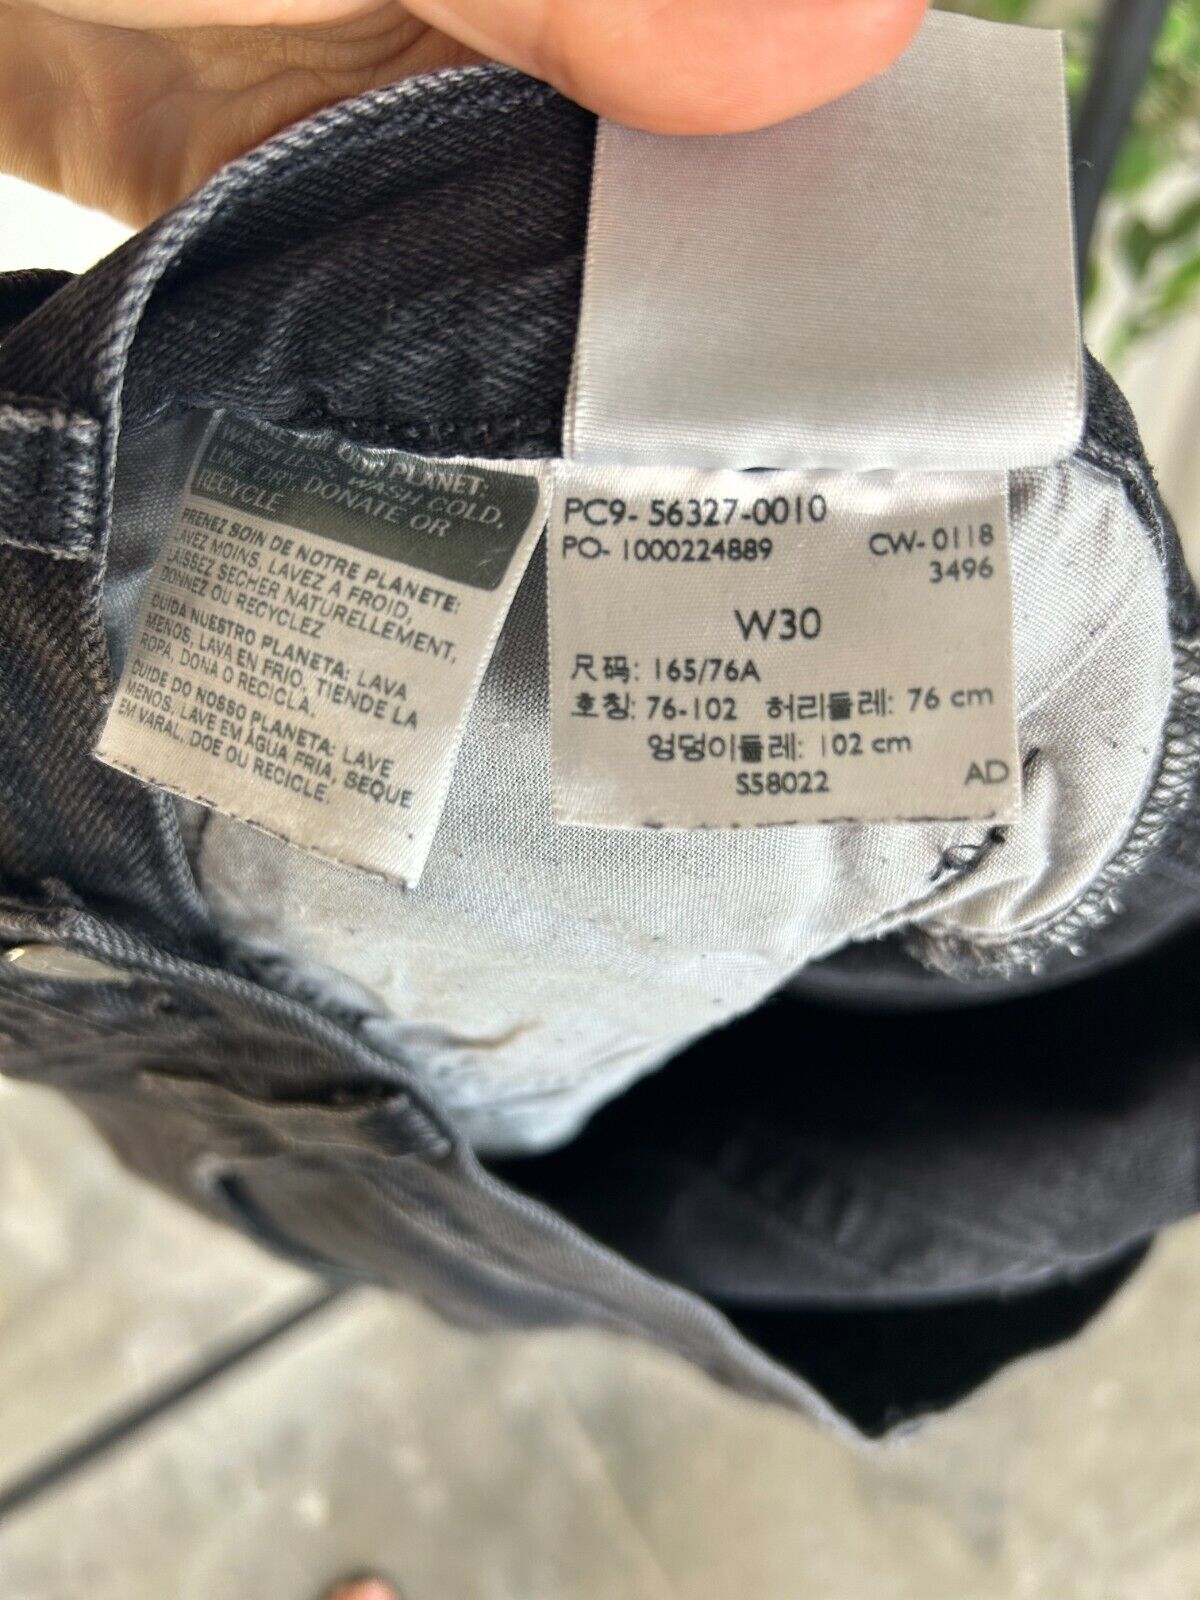 OUR PLANET:
WASH LESS, WASH COLD,
LINE DRY, DONATE OR
RECYCLE
PRENEZ SOIN DE NOTRE PLANETE:
LAVEZ MOINS, LAVEZ À FROID,
LAISSEZ SECHER NATURELLEMENT,
DONNEZ OU RECYCLEZ
CUIDA NUESTRO PLANETA: LAVA
MENOS, LAVA EN FRIO, TIENDE LA
ROPA, DONA O RECICLA.
CUIDE DO NOSSO PLANETA: LAVE
MENOS, LAVE EM ÁGUA FRIA, SEQUE
EM VARAL, DOE OU RECICLE.
PC9- 56327-0010
PO- 1000224889 CW- 0118
3496
W30
尺码: 165/76A
호칭: 76-102 허리둘레: 76 cm
엉덩이둘레: 102 cm
S58022 AD